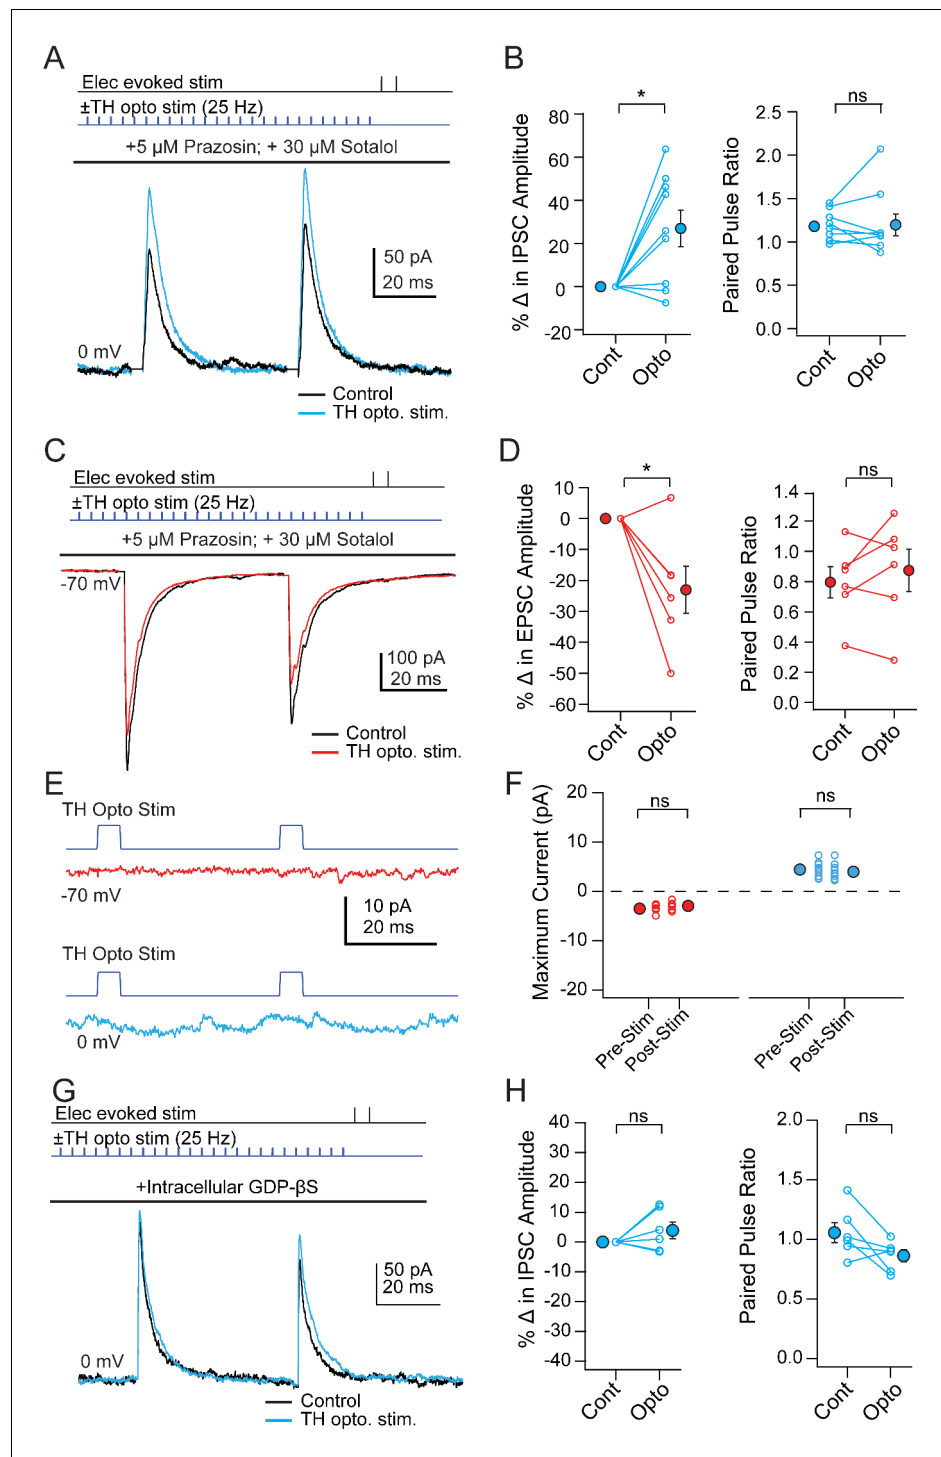 A
Elec evoked stim
±TH opto stim (25 Hz)
+5 µM Prazosin; + 30 µM Sotalol
50 pA
20 ms
0 mV
Control
TH opto. stim.
B
% Δ in IPSC Amplitude
80
60
40
20
0
-20
*
Cont
Opto
Paired Pulse Ratio
2.5
2.0
1.5
1.0
0.5
0.0
ns
Cont
Opto
C
Elec evoked stim
±TH opto stim (25 Hz)
+5 µM Prazosin; + 30 µM Sotalol
-70 mV
100 pA
20 ms
Control
TH opto. stim.
D
% Δ in EPSC Amplitude
10
0
-10
-20
-30
-40
-50
-60
*
Cont
Opto
Paired Pulse Ratio
1.4
1.2
1.0
0.8
0.6
0.4
0.2
0.0
ns
Cont
Opto
E
TH Opto Stim
-70 mV
10 pA
20 ms
TH Opto Stim
0 mV
F
Maximum Current (pA)
20
10
0
-10
-20
ns
ns
Pre-Stim
Post-Stim
Pre-Stim
Post-Stim
G
Elec evoked stim
±TH opto stim (25 Hz)
+Intracellular GDP-βS
50 pA
20 ms
0 mV
Control
TH opto. stim.
H
% Δ in IPSC Amplitude
40
30
20
10
0
-10
-20
-30
-40
ns
Cont
Opto
Paired Pulse Ratio
2.0
1.5
1.0
0.5
0.0
ns
Cont
Opto